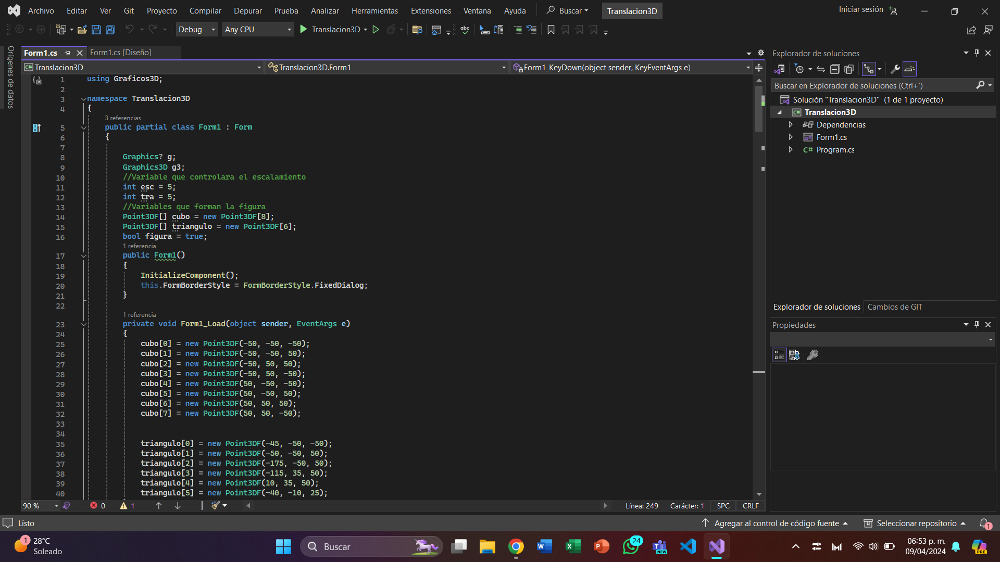 Archivo Editar Ver Git Proyecto Compilar Depurar Prueba Analizar Herramientas Extensiones Ventana Ayuda Buscar Translacion3D Iniciar sesión
Debug Any CPU Translacion3D
Orígenes de datos
Form1.cs Form1.cs [Diseño]
Translacion3D Translacion3D.Form1 Form1_KeyDown(object sender, KeyEventArgs e)
1 using Graficos3D;
2
3 namespace Translacion3D
4 {
3 referencias
5 public partial class Form1 : Form
6 {
7
8 Graphics? g;
9 Graphics3D g3;
10 //Variable que controlara el escalamiento
11 int esc = 5;
12 int tra = 5;
13 //Variables que forman la figura
14 Point3DF[] cubo = new Point3DF[8];
15 Point3DF[] triangulo = new Point3DF[6];
16 bool figura = true;
1 referencia
17 public Form1()
18 {
19 InitializeComponent();
20 this.FormBorderStyle = FormBorderStyle.FixedDialog;
21 }
22
1 referencia
23 private void Form1_Load(object sender, EventArgs e)
24 {
25 cubo[0] = new Point3DF(-50, -50, -50);
26 cubo[1] = new Point3DF(-50, -50, 50);
27 cubo[2] = new Point3DF(-50, 50, 50);
28 cubo[3] = new Point3DF(-50, 50, -50);
29 cubo[4] = new Point3DF(50, -50, -50);
30 cubo[5] = new Point3DF(50, -50, 50);
31 cubo[6] = new Point3DF(50, 50, 50);
32 cubo[7] = new Point3DF(50, 50, -50);
33
34
35 triangulo[0] = new Point3DF(-45, -50, -50);
36 triangulo[1] = new Point3DF(-50, -50, 50);
37 triangulo[2] = new Point3DF(-175, -50, 50);
38 triangulo[3] = new Point3DF(-115, 35, 50);
39 triangulo[4] = new Point3DF(10, 35, 50);
40 triangulo[5] = new Point3DF(-40, -10, 25);
90 % 0 1 Línea: 249 Carácter: 1 SPC CRLF
Explorador de soluciones
Buscar en Explorador de soluciones (Ctrl+´)
Solución "Translacion3D" (1 de 1 proyecto)
Translacion3D
Dependencias
Form1.cs
C# Program.cs
Explorador de soluciones Cambios de GIT
Propiedades
Listo Agregar al control de código fuente Seleccionar repositorio 1
1 28°C
Soleado
Buscar
24
NEW
06:53 p. m.
09/04/2024
PRE